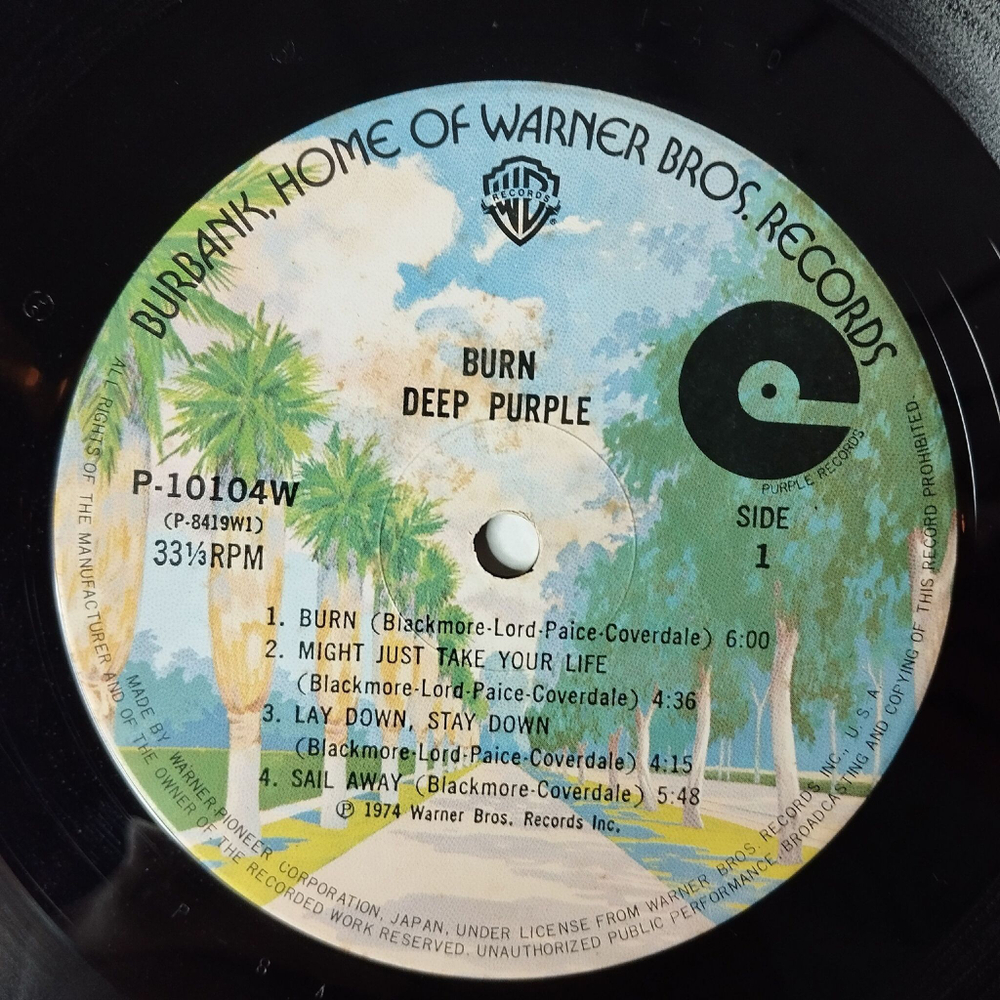 BURBANK, HOME OF WARNER BROS. RECORDS
W RECORDS
®
BURN
DEEP PURPLE
PURPLE RECORDS
P-10104W
(P-8419W1)
33⅓RPM
SIDE
1
1. BURN (Blackmore-Lord-Paice-Coverdale) 6:00
2. MIGHT JUST TAKE YOUR LIFE
(Blackmore-Lord-Paice-Coverdale) 4:36
3. LAY DOWN, STAY DOWN
(Blackmore-Lord-Paice-Coverdale) 4:15
4. SAIL AWAY (Blackmore-Coverdale) 5:48
℗ 1974 Warner Bros. Records Inc.
MADE BY WARNER-PIONEER CORPORATION, JAPAN, UNDER LICENSE FROM WARNER BROS. RECORDS INC., U. S. A.
ALL RIGHTS OF THE MANUFACTURER AND OF THE OWNER OF THE RECORDED WORK RESERVED. UNAUTHORIZED PUBLIC PERFORMANCE, BROADCASTING AND COPYING OF THIS RECORD PROHIBITED.
P
8